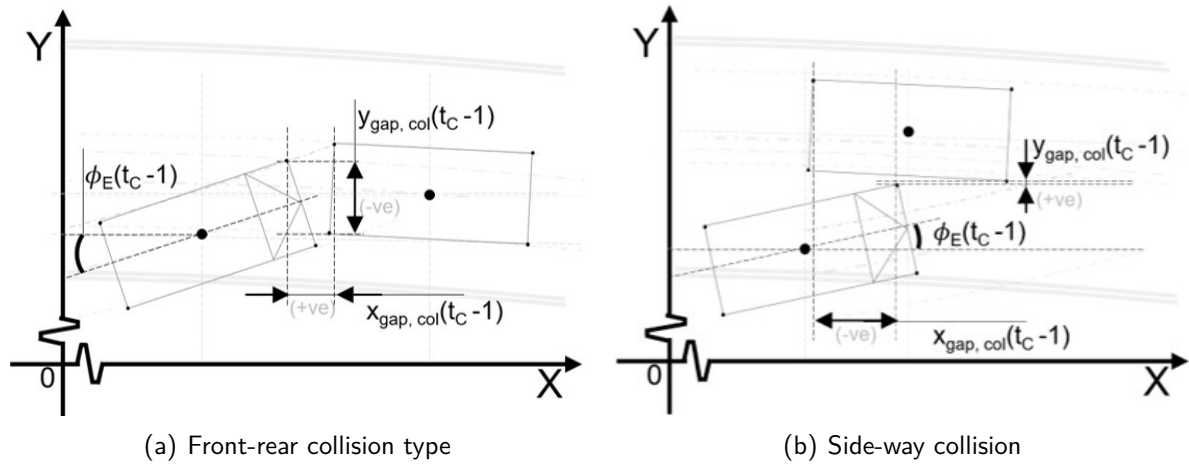 Y
y_gap, col(t_C -1)
ϕ_E(t_C -1)
(-ve)
(+ve)
x_gap, col(t_C -1)
0
X
(a) Front-rear collision type
Y
y_gap, col(t_C -1)
(+ve)
ϕ_E(t_C -1)
(-ve)
x_gap, col(t_C -1)
0
X
(b) Side-way collision